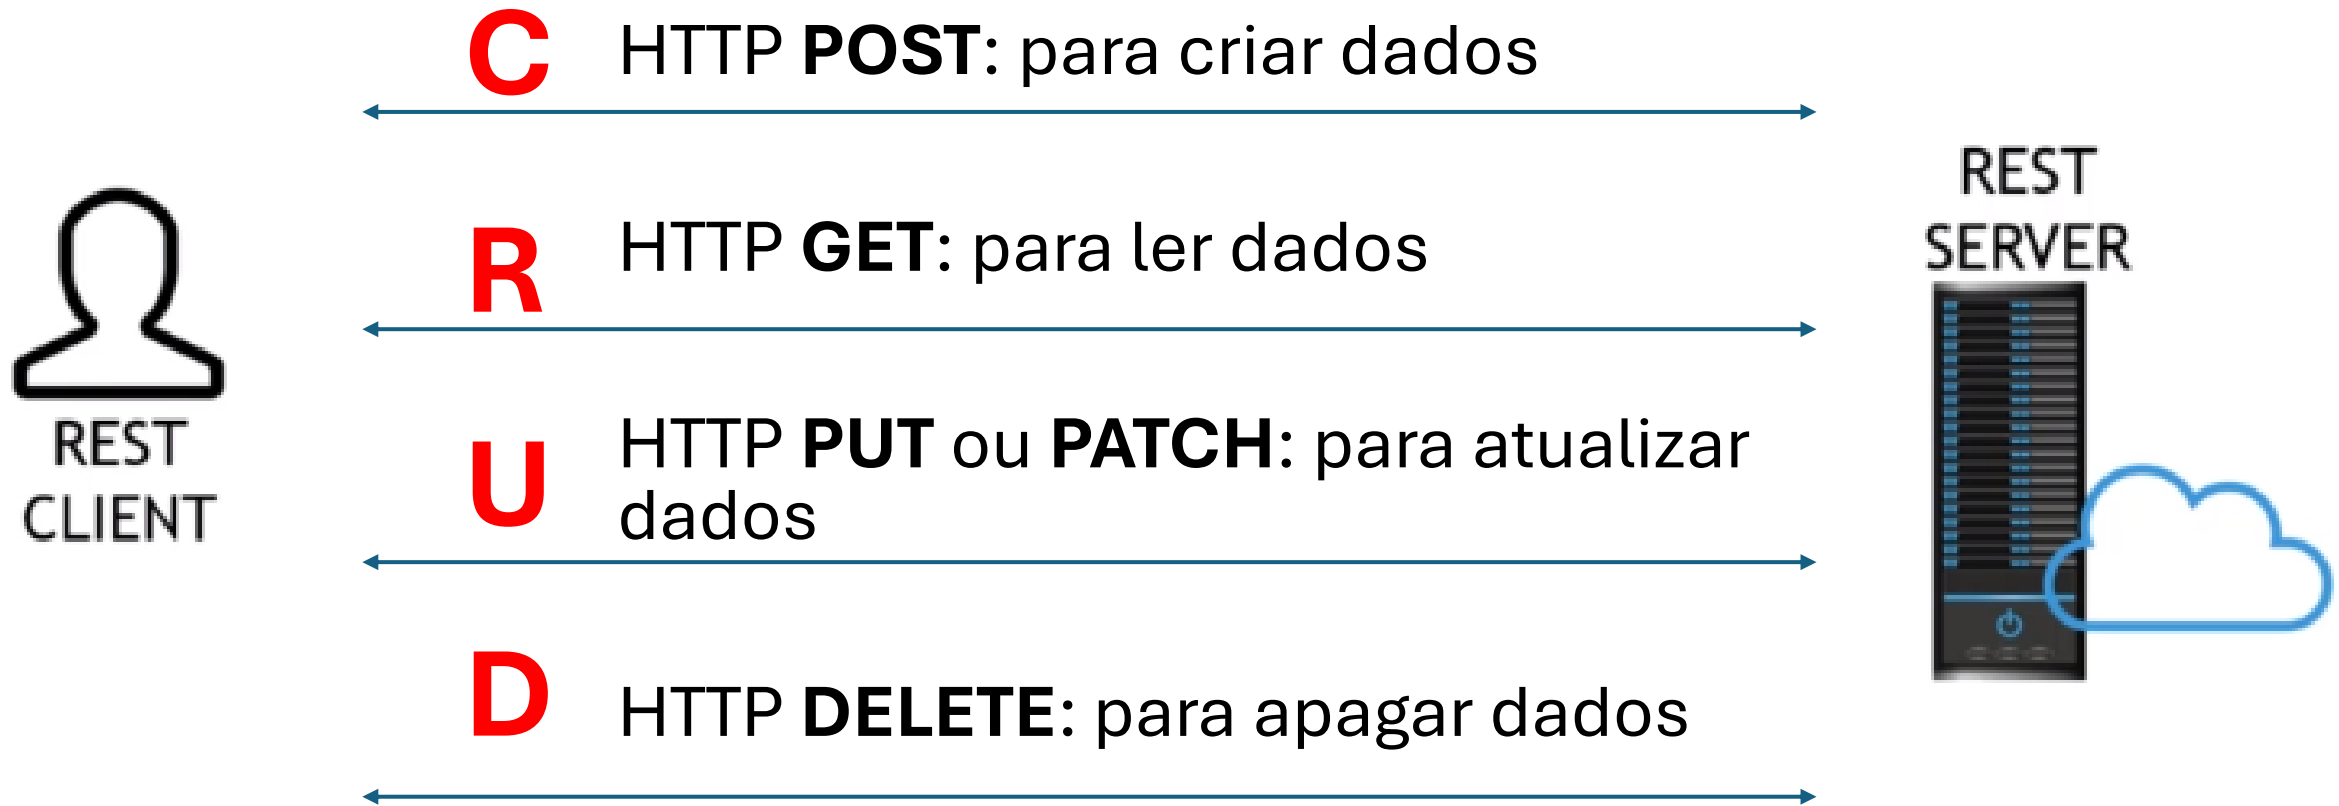 C HTTP POST: para criar dados
REST
SERVER
R HTTP GET: para ler dados
REST
CLIENT
U HTTP PUT ou PATCH: para atualizar
dados
D HTTP DELETE: para apagar dados